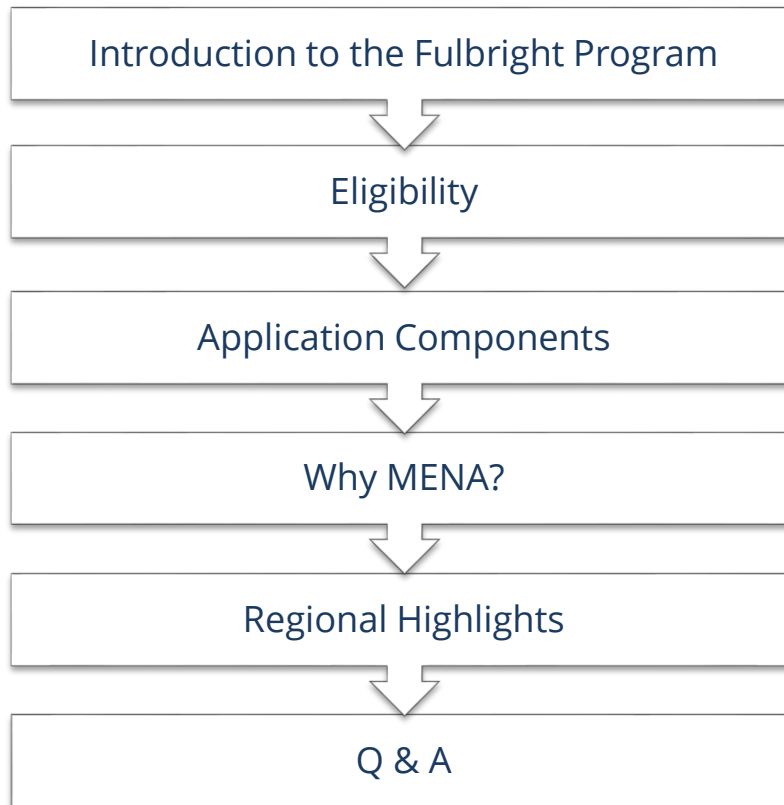 Introduction to the Fulbright Program
Eligibility
Application Components
Why MENA?
Regional Highlights
Q & A